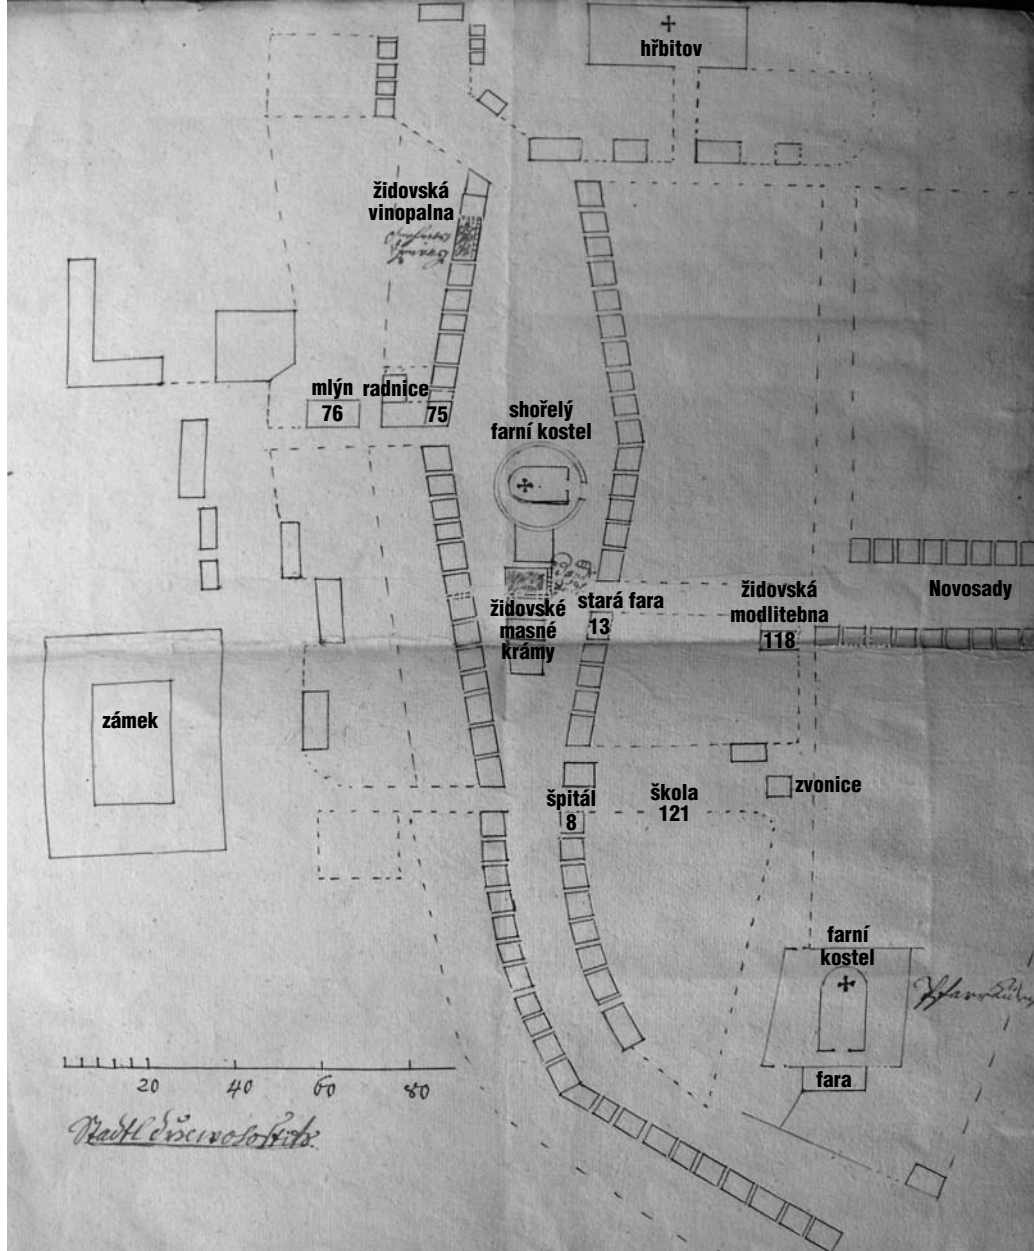 hřbitov
židovská
vinopalna
mlýn radnice
76
75
shořelý
farní kostel
židovské
masné
krámy
stará fara
13
židovská
modlitebna
118
Novosady
zámek
zvonice
špitál
8
škola
121
farní
kostel
fara
20 40 60 80
Stadtl